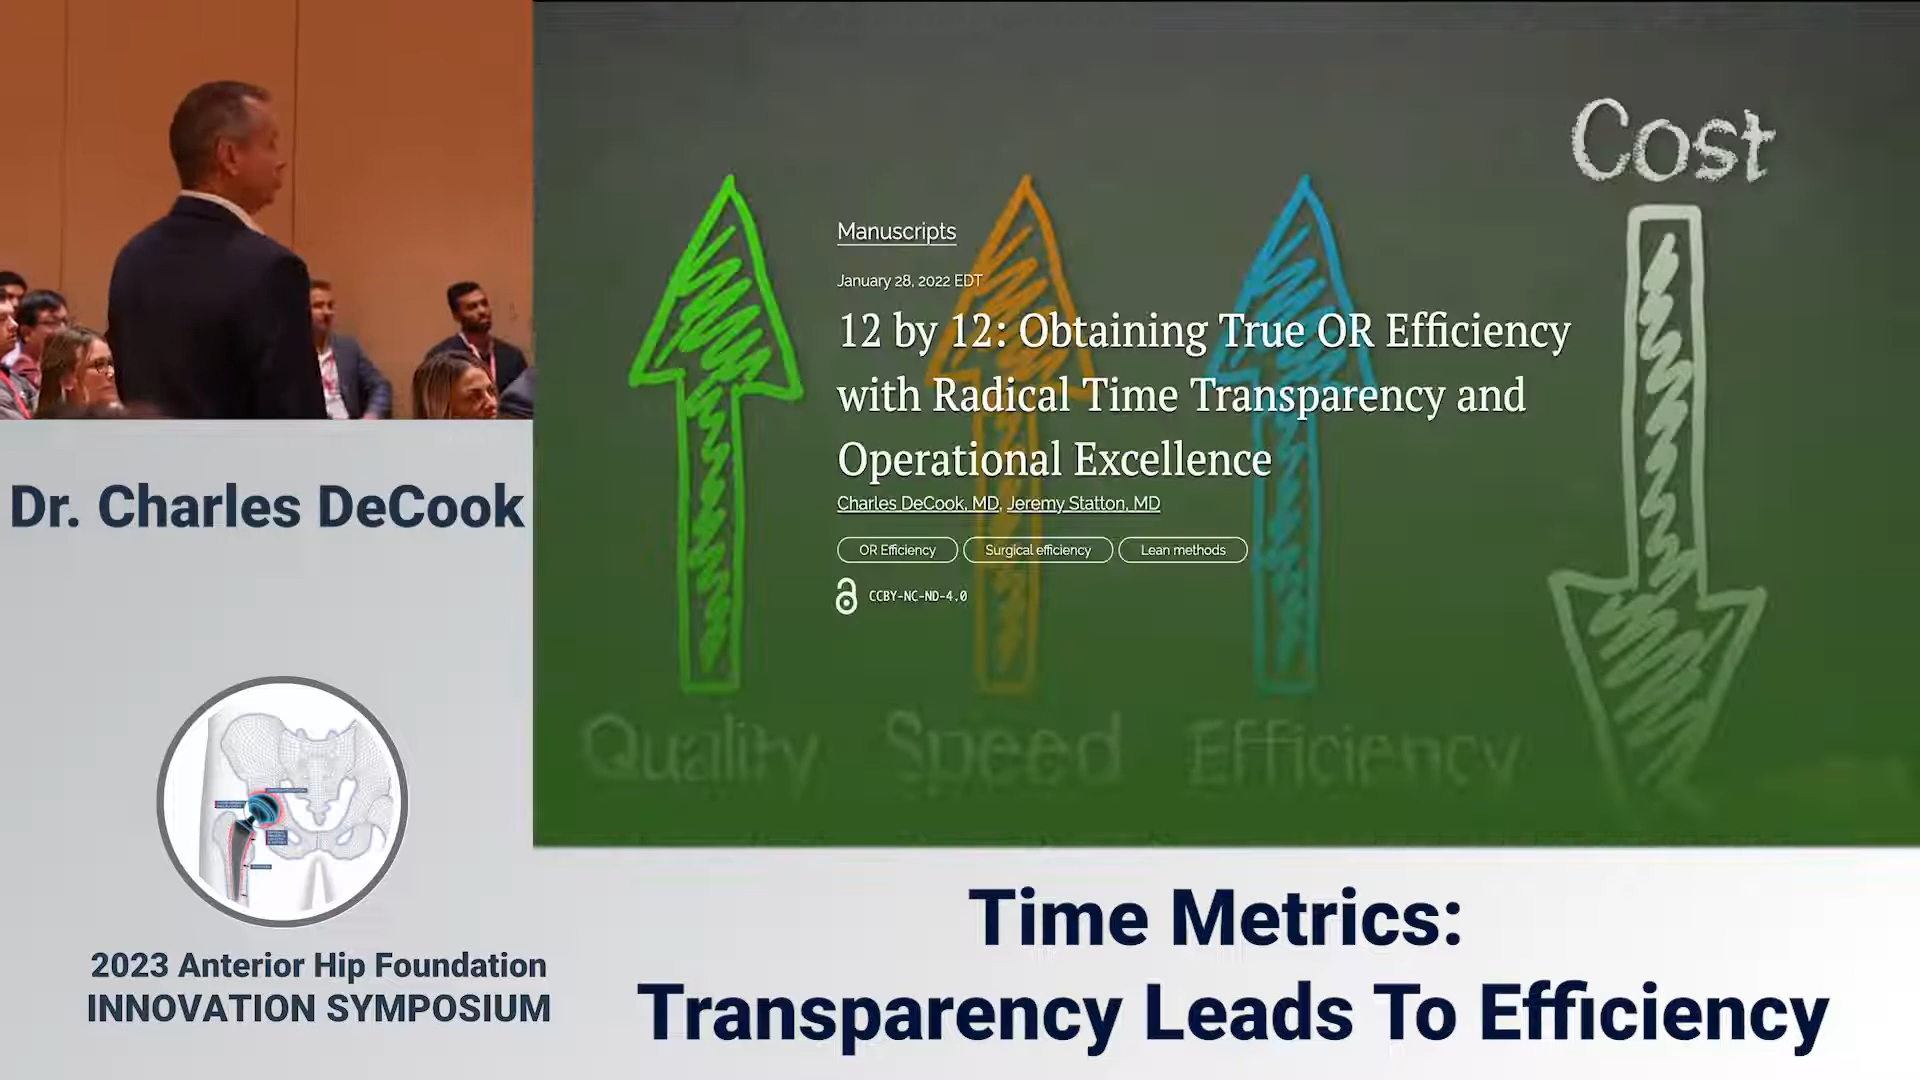 Dr. Charles DeCook
2023 Anterior Hip Foundation
INNOVATION SYMPOSIUM
Cost
Manuscripts
January 28, 2022 EDT
12 by 12: Obtaining True OR Efficiency
with Radical Time Transparency and
Operational Excellence
Charles DeCook, MD, Jeremy Statton, MD
OR Efficiency
Surgical efficiency
Lean methods
CCBY-NC-ND-4.0
Quality
Speed
Efficiency
Time Metrics:
Transparency Leads To Efficiency